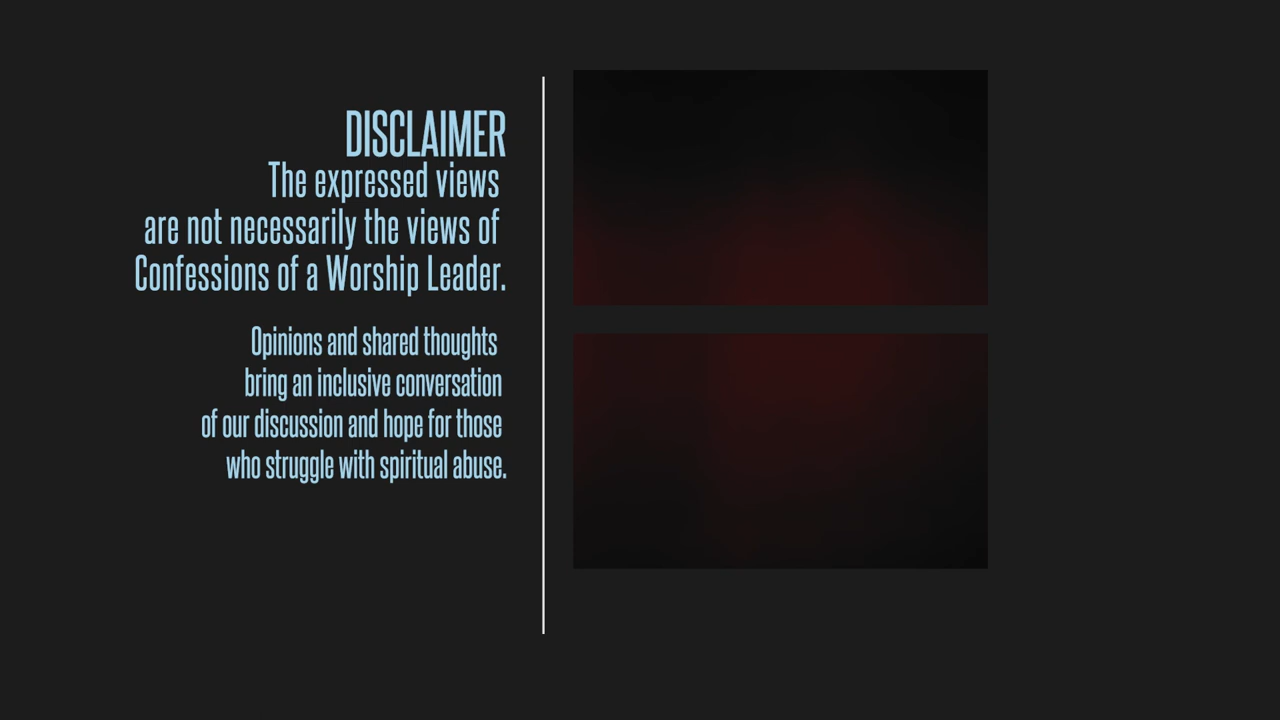 DISCLAIMER
The expressed views
are not necessarily the views of
Confessions of a Worship Leader.
Opinions and shared thoughts
bring an inclusive conversation
of our discussion and hope for those
who struggle with spiritual abuse.